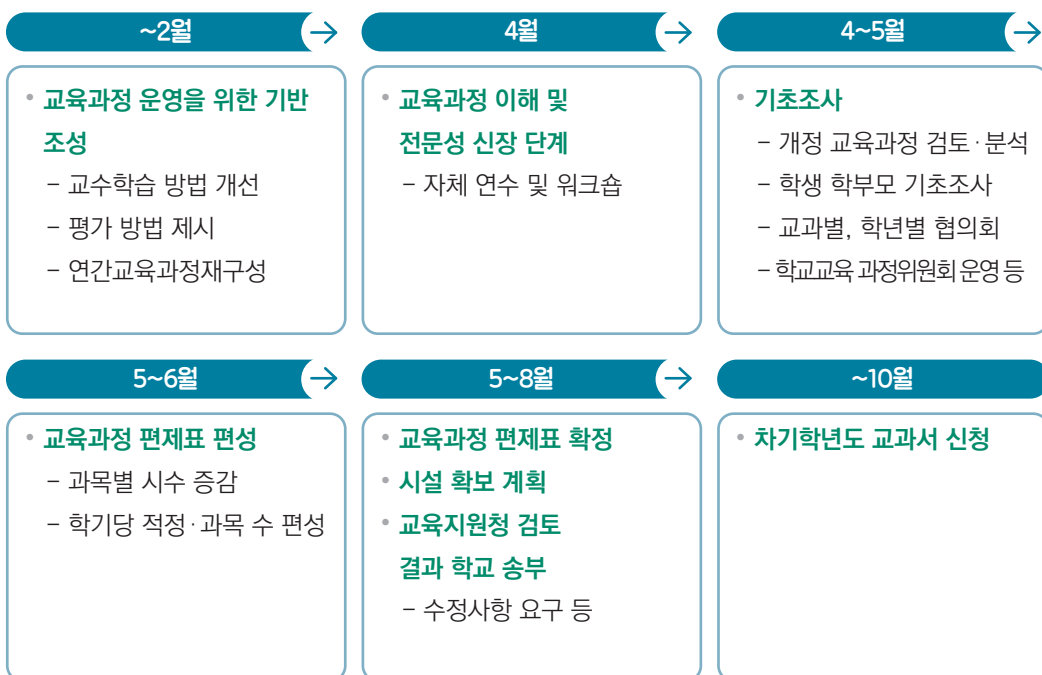 ~2월
• 교육과정 운영을 위한 기반
조성
– 교수학습 방법 개선
– 평가 방법 제시
– 연간교육과정재구성
4월
• 교육과정 이해 및
전문성 신장 단계
– 자체 연수 및 워크숍
4~5월
• 기초조사
– 개정 교육과정 검토·분석
– 학생 학부모 기초조사
– 교과별, 학년별 협의회
– 학교교육 과정위원회 운영 등
5~6월
• 교육과정 편제표 편성
– 과목별 시수 증감
– 학기당 적정·과목 수 편성
5~8월
• 교육과정 편제표 확정
• 시설 확보 계획
• 교육지원청 검토
결과 학교 송부
– 수정사항 요구 등
~10월
• 차기학년도 교과서 신청